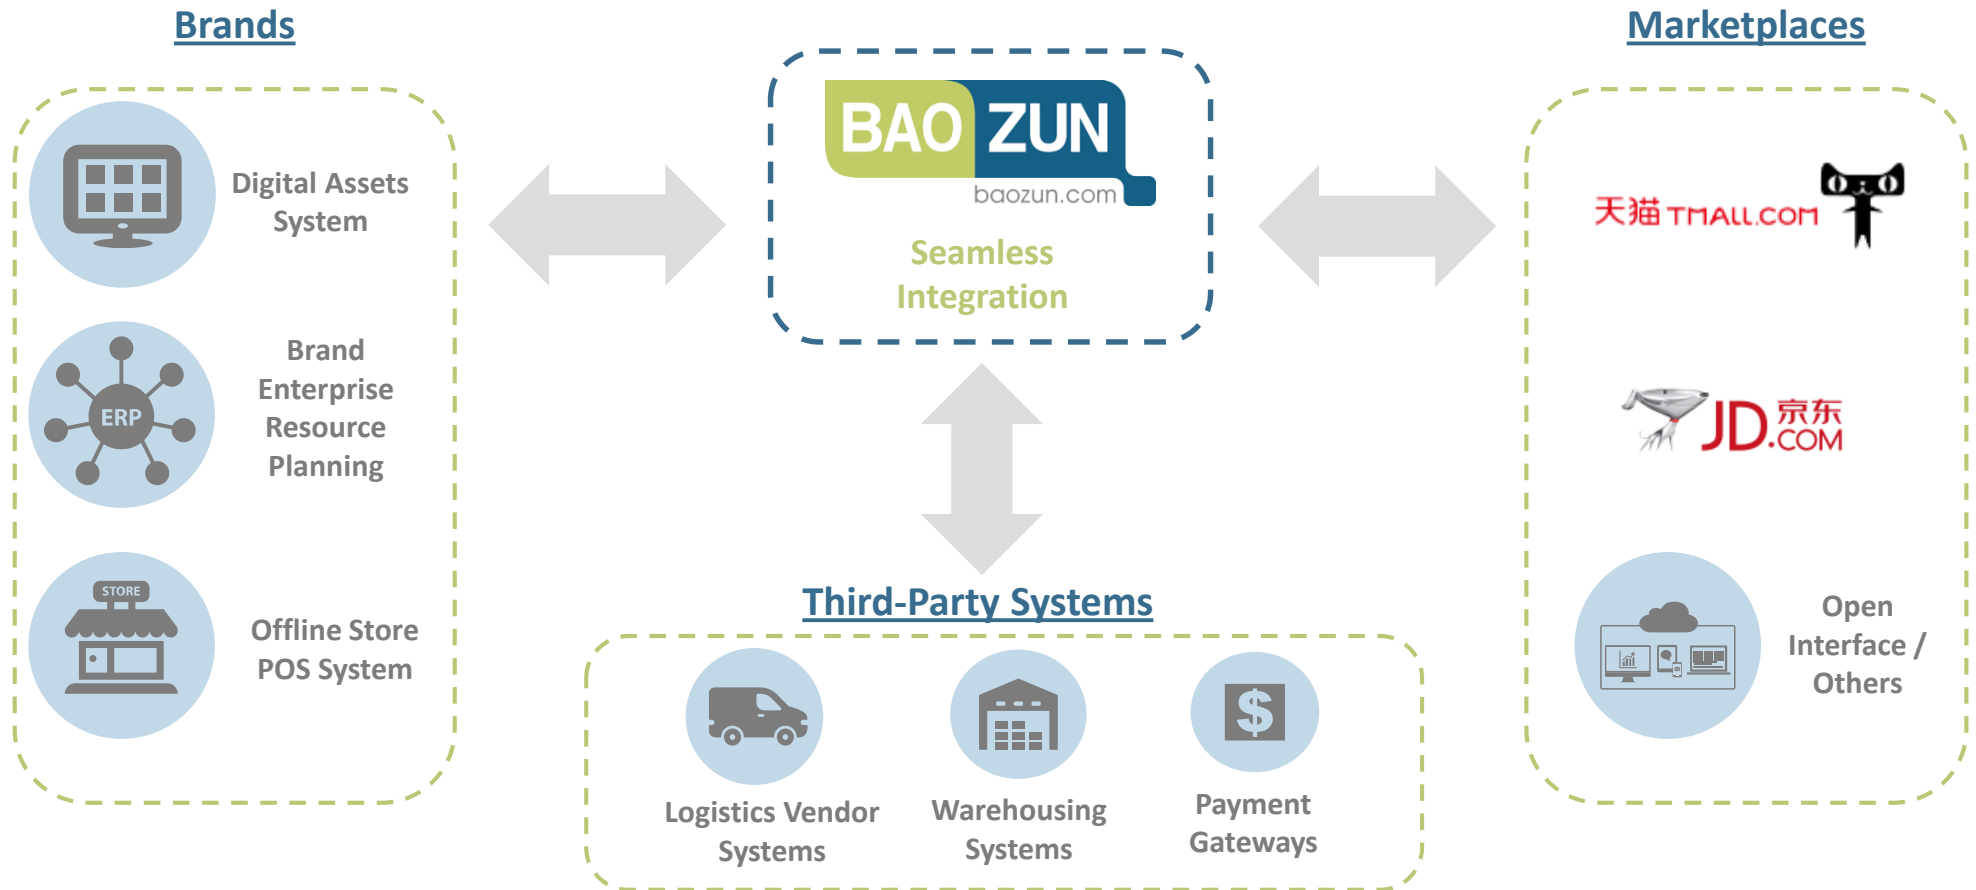 Brands
Digital Assets
System
ERP
Brand
Enterprise
Resource
Planning
STORE
Offline Store
POS System
BAO ZUN
baozun.com
Seamless
Integration
Third-Party Systems
Logistics Vendor
Systems
Warehousing
Systems
$
Payment
Gateways
Marketplaces
天猫 TMALL.COM
JD.COM
京东
Open
Interface /
Others